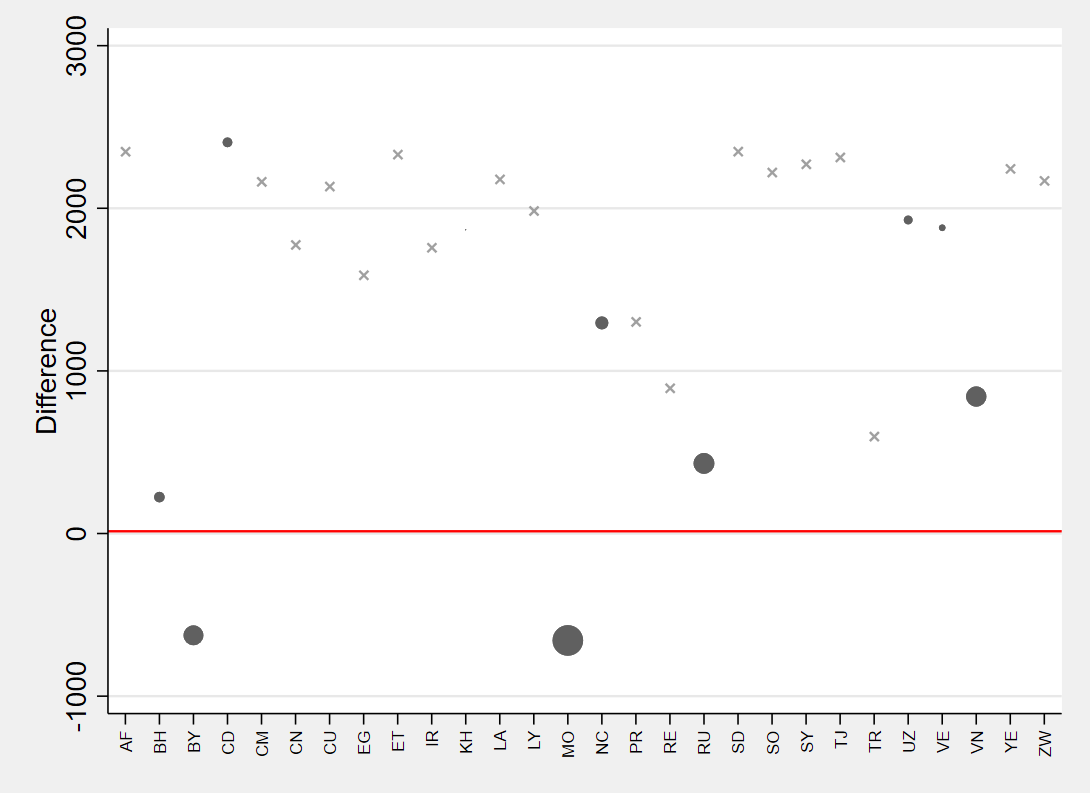 3000
2000
1000
0
-1000
Difference
AF BH BY CD CM CN CU EG ET IR KH LA LY MO NC PR RE RU SD SO SY TJ TR UZ VE VN YE ZW